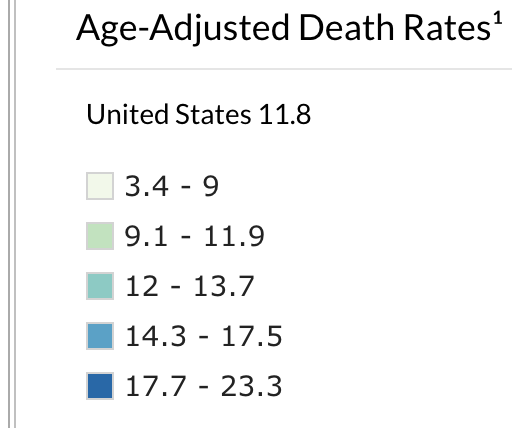 Age-Adjusted Death Rates¹
United States 11.8
3.4 - 9
9.1 - 11.9
12 - 13.7
14.3 - 17.5
17.7 - 23.3